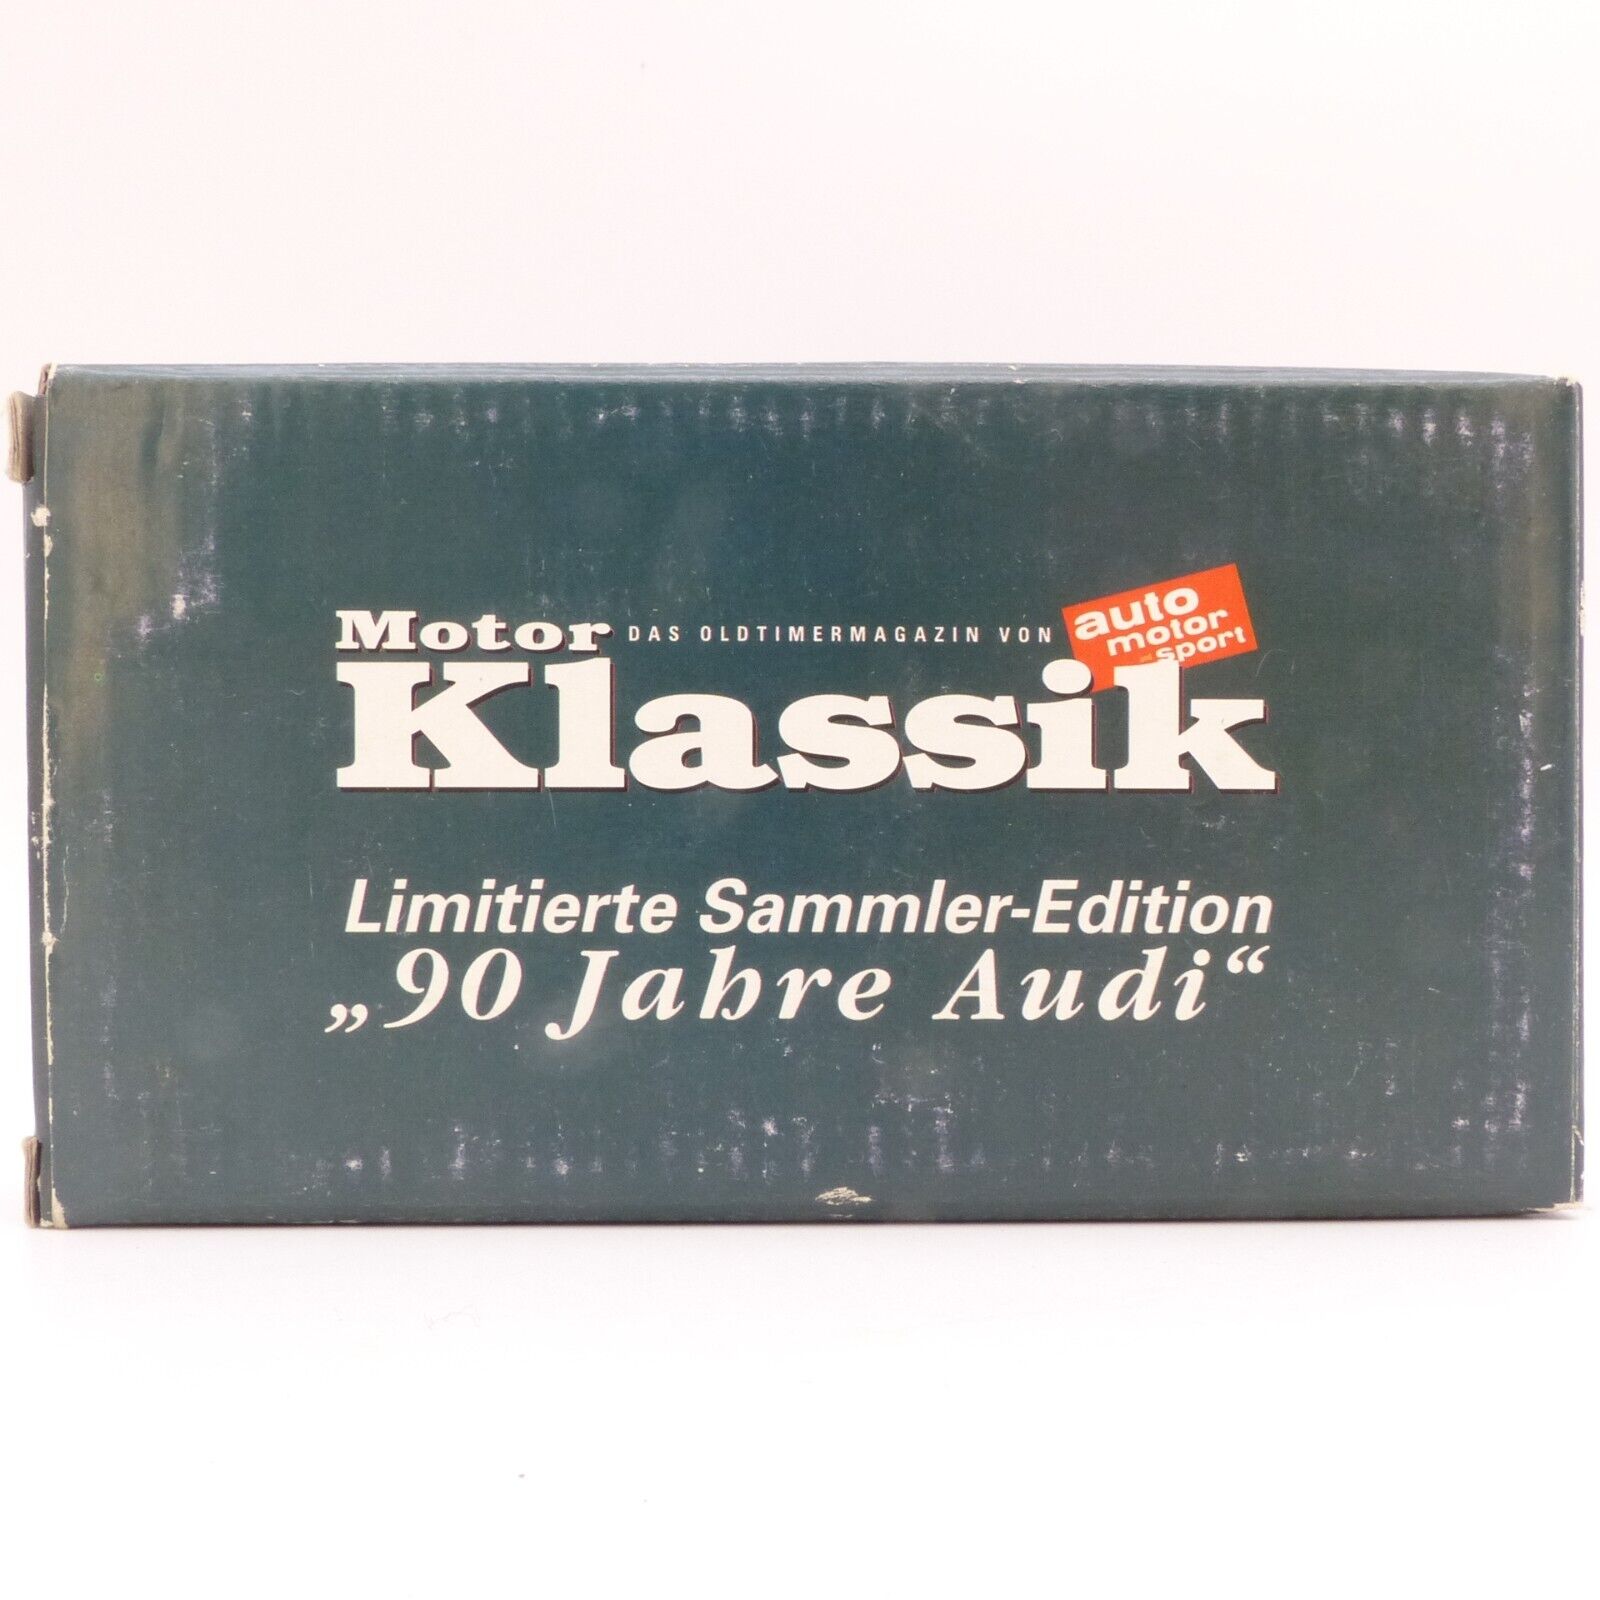 Motor DAS OLDTIMERMAGAZIN VON
auto
motor
sport
Klassik
Limitierte Sammler-Edition
„90 Jahre Audi“